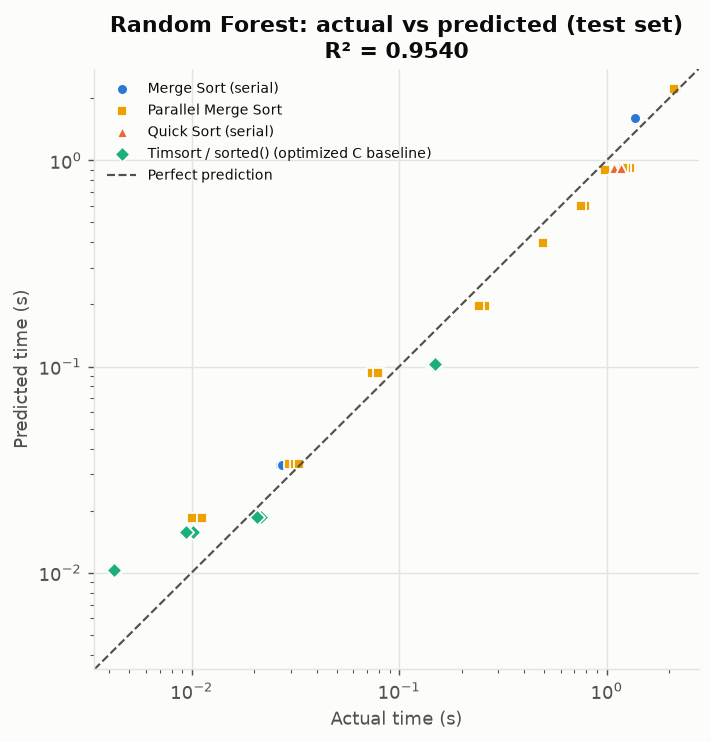 Random Forest: actual vs predicted (test set)
R² = 0.9540
Merge Sort (serial)
Parallel Merge Sort
Quick Sort (serial)
Timsort / sorted() (optimized C baseline)
Perfect prediction
10⁰
10⁻¹
10⁻²
Predicted time (s)
10⁻² 10⁻¹ 10⁰
Actual time (s)